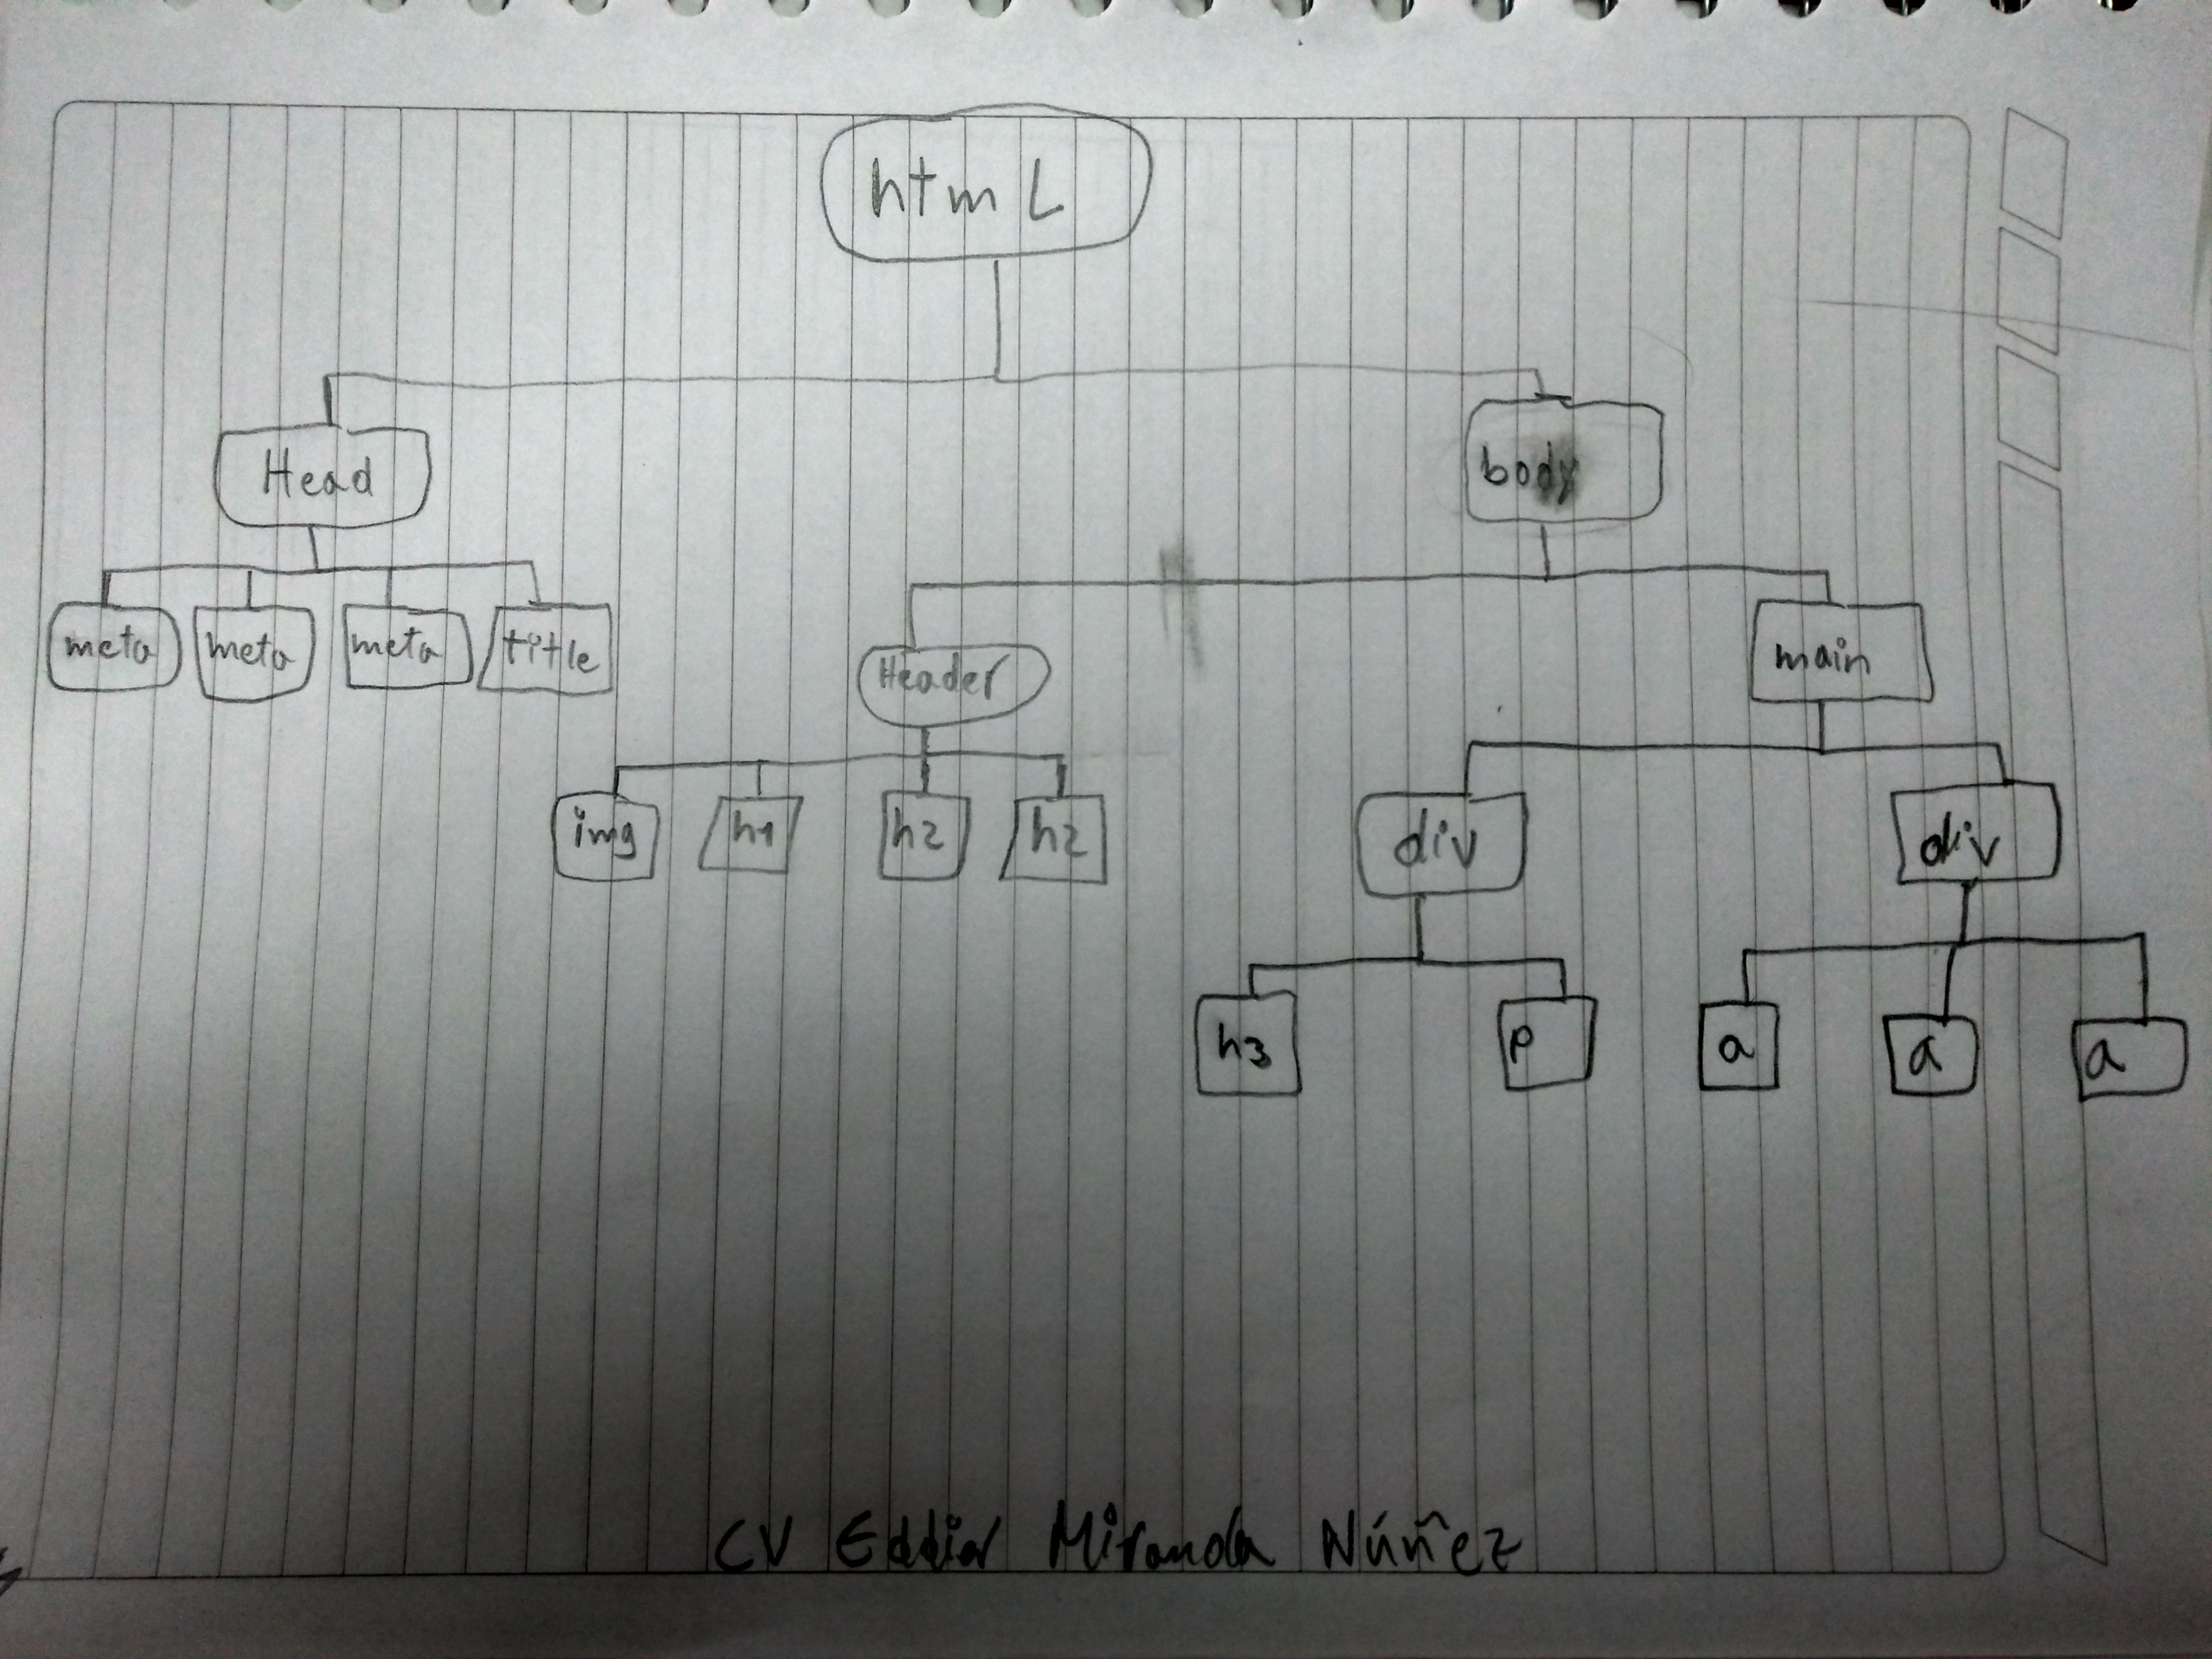 html
Head
body
meta meta meta title
Header
main
img h1 h2 h2
div div
h3 p a a a
CV Eddier Miranda Núñez